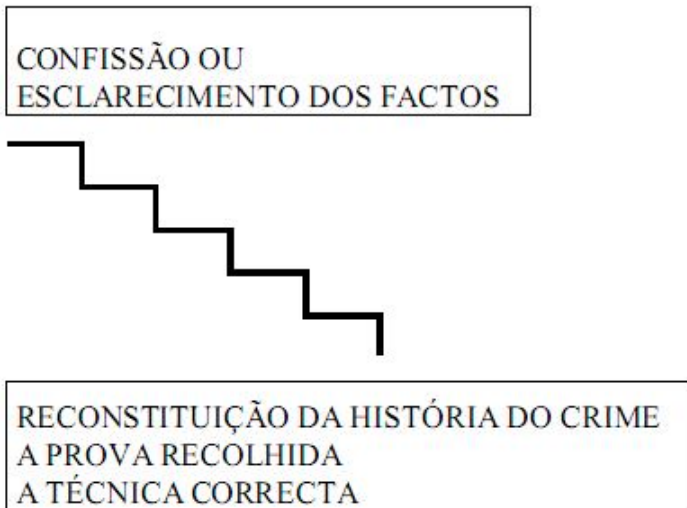 CONFISSÃO OU
ESCLARECIMENTO DOS FACTOS
RECONSTITUIÇÃO DA HISTÓRIA DO CRIME
A PROVA RECOLHIDA
A TÉCNICA CORRECTA